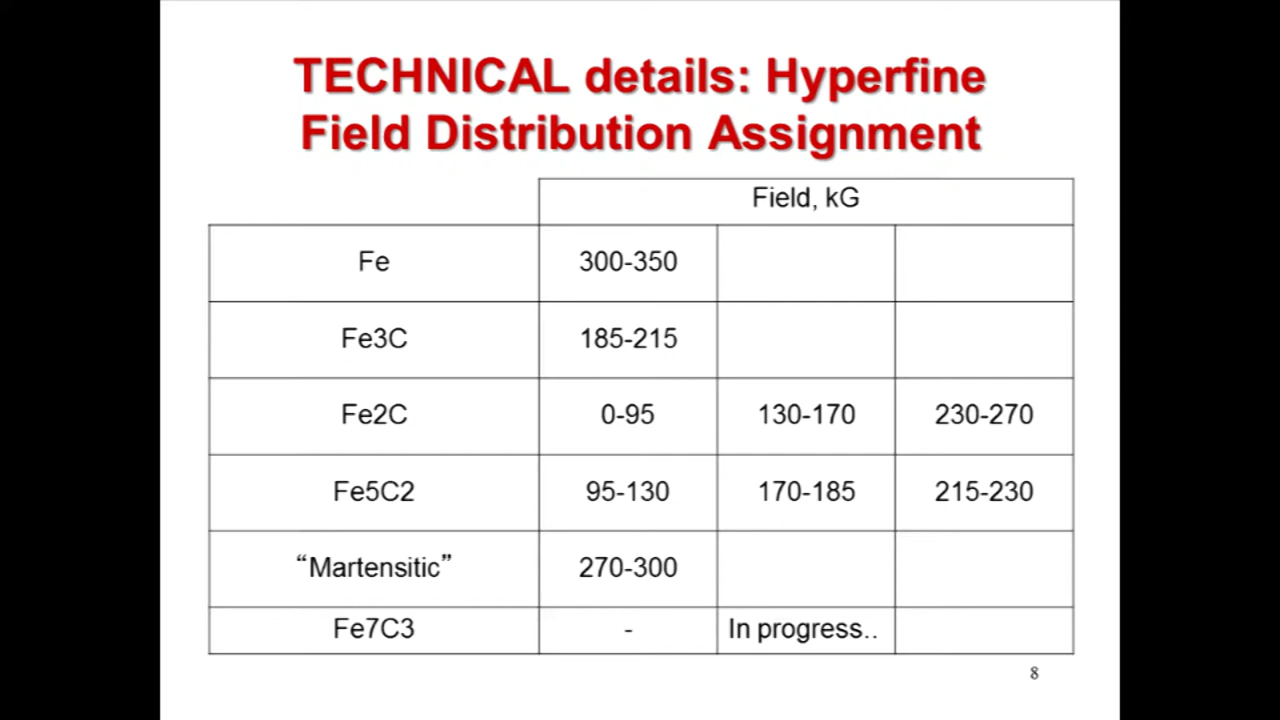 TECHNICAL details: Hyperfine
Field Distribution Assignment
Field, kG
Fe 300-350
Fe3C 185-215
Fe2C 0-95 130-170 230-270
Fe5C2 95-130 170-185 215-230
“Martensitic” 270-300
Fe7C3 - In progress..
8